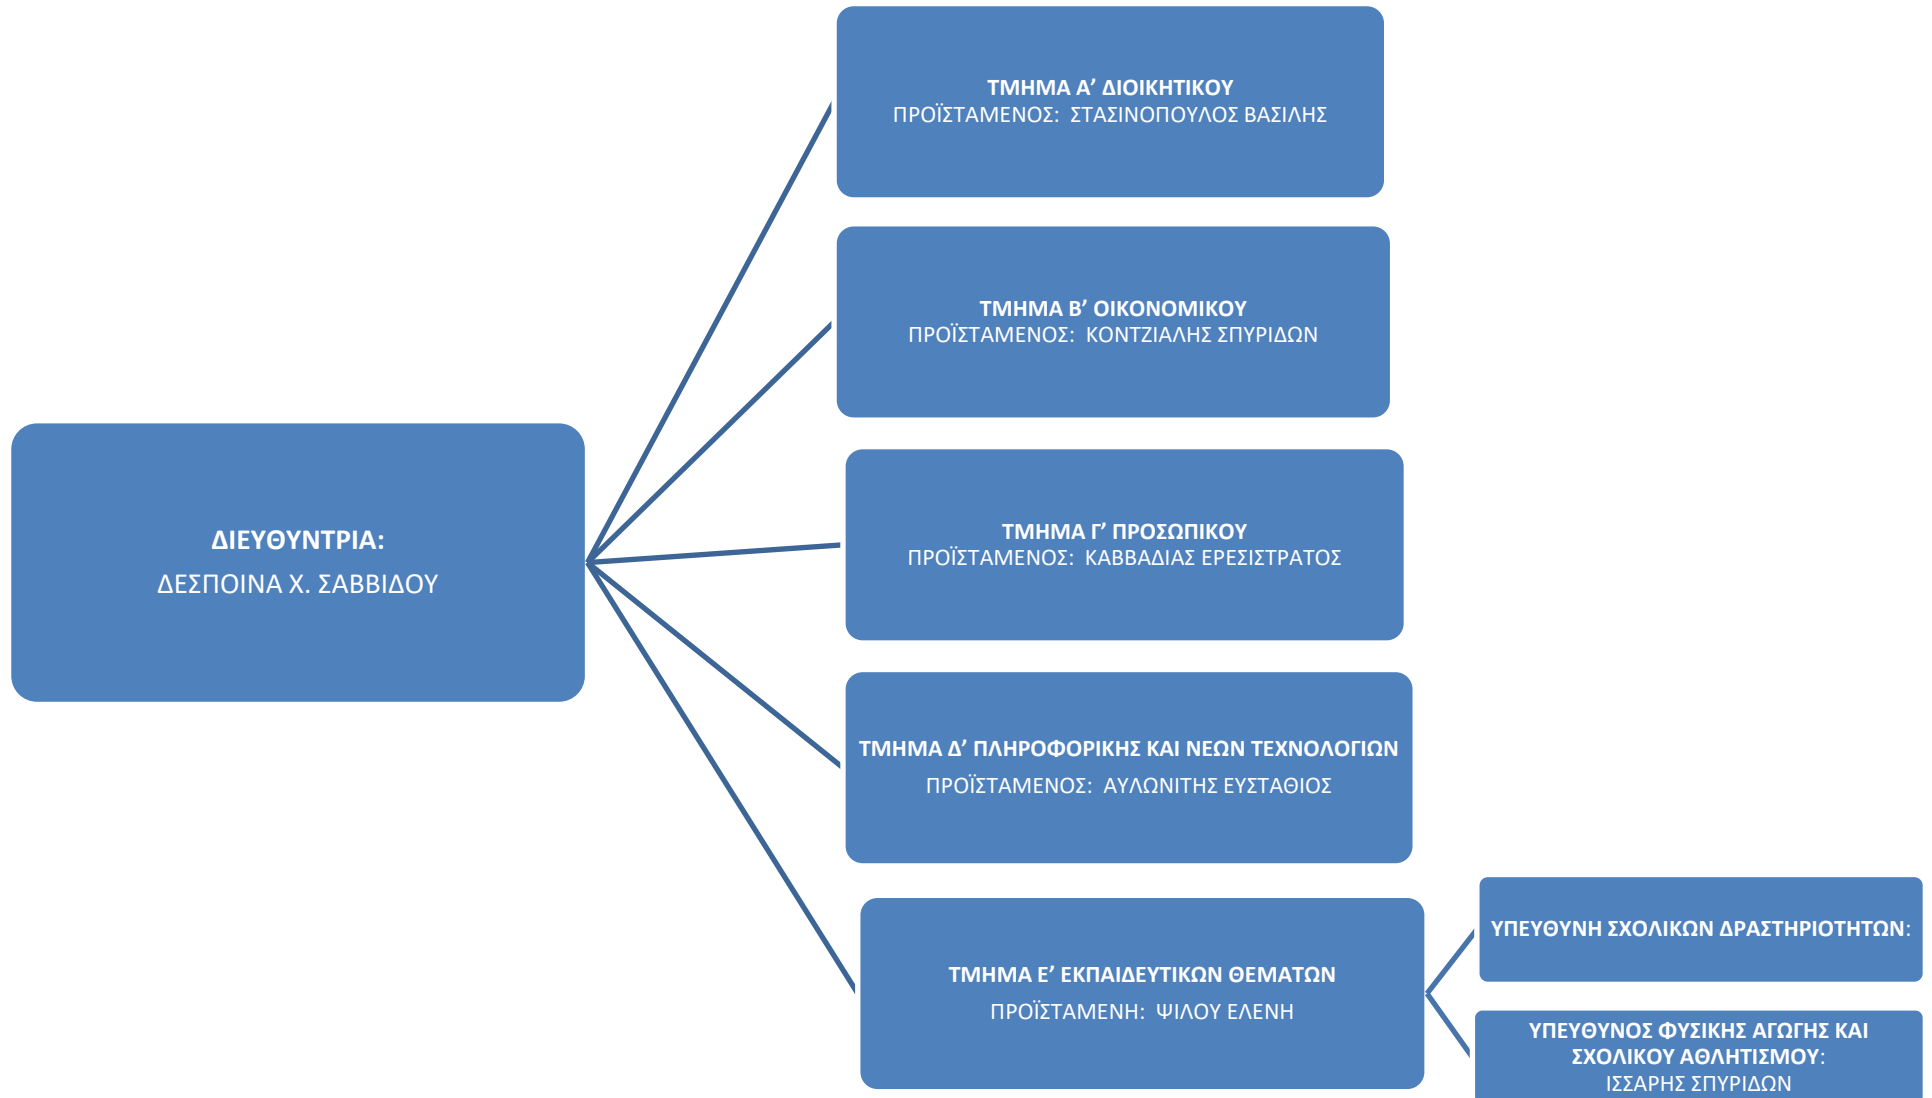 ΔΙΕΥΘΥΝΤΡΙΑ:
ΔΕΣΠΟΙΝΑ Χ. ΣΑΒΒΙΔΟΥ
ΤΜΗΜΑ Α’ ΔΙΟΙΚΗΤΙΚΟΥ
ΠΡΟΪΣΤΑΜΕΝΟΣ: ΣΤΑΣΙΝΟΠΟΥΛΟΣ ΒΑΣΙΛΗΣ
ΤΜΗΜΑ Β’ ΟΙΚΟΝΟΜΙΚΟΥ
ΠΡΟΪΣΤΑΜΕΝΟΣ: ΚΟΝΤΖΙΑΛΗΣ ΣΠΥΡΙΔΩΝ
ΤΜΗΜΑ Γ’ ΠΡΟΣΩΠΙΚΟΥ
ΠΡΟΪΣΤΑΜΕΝΟΣ: ΚΑΒΒΑΔΙΑΣ ΕΡΕΣΙΣΤΡΑΤΟΣ
ΤΜΗΜΑ Δ’ ΠΛΗΡΟΦΟΡΙΚΗΣ ΚΑΙ ΝΕΩΝ ΤΕΧΝΟΛΟΓΙΩΝ
ΠΡΟΪΣΤΑΜΕΝΟΣ: ΑΥΛΩΝΙΤΗΣ ΕΥΣΤΑΘΙΟΣ
ΤΜΗΜΑ Ε’ ΕΚΠΑΙΔΕΥΤΙΚΩΝ ΘΕΜΑΤΩΝ
ΠΡΟΪΣΤΑΜΕΝΗ: ΨΙΛΟΥ ΕΛΕΝΗ
ΥΠΕΥΘΥΝΗ ΣΧΟΛΙΚΩΝ ΔΡΑΣΤΗΡΙΟΤΗΤΩΝ:
ΥΠΕΥΘΥΝΟΣ ΦΥΣΙΚΗΣ ΑΓΩΓΗΣ ΚΑΙ
ΣΧΟΛΙΚΟΥ ΑΘΛΗΤΙΣΜΟΥ:
ΙΣΣΑΡΗΣ ΣΠΥΡΙΔΩΝ